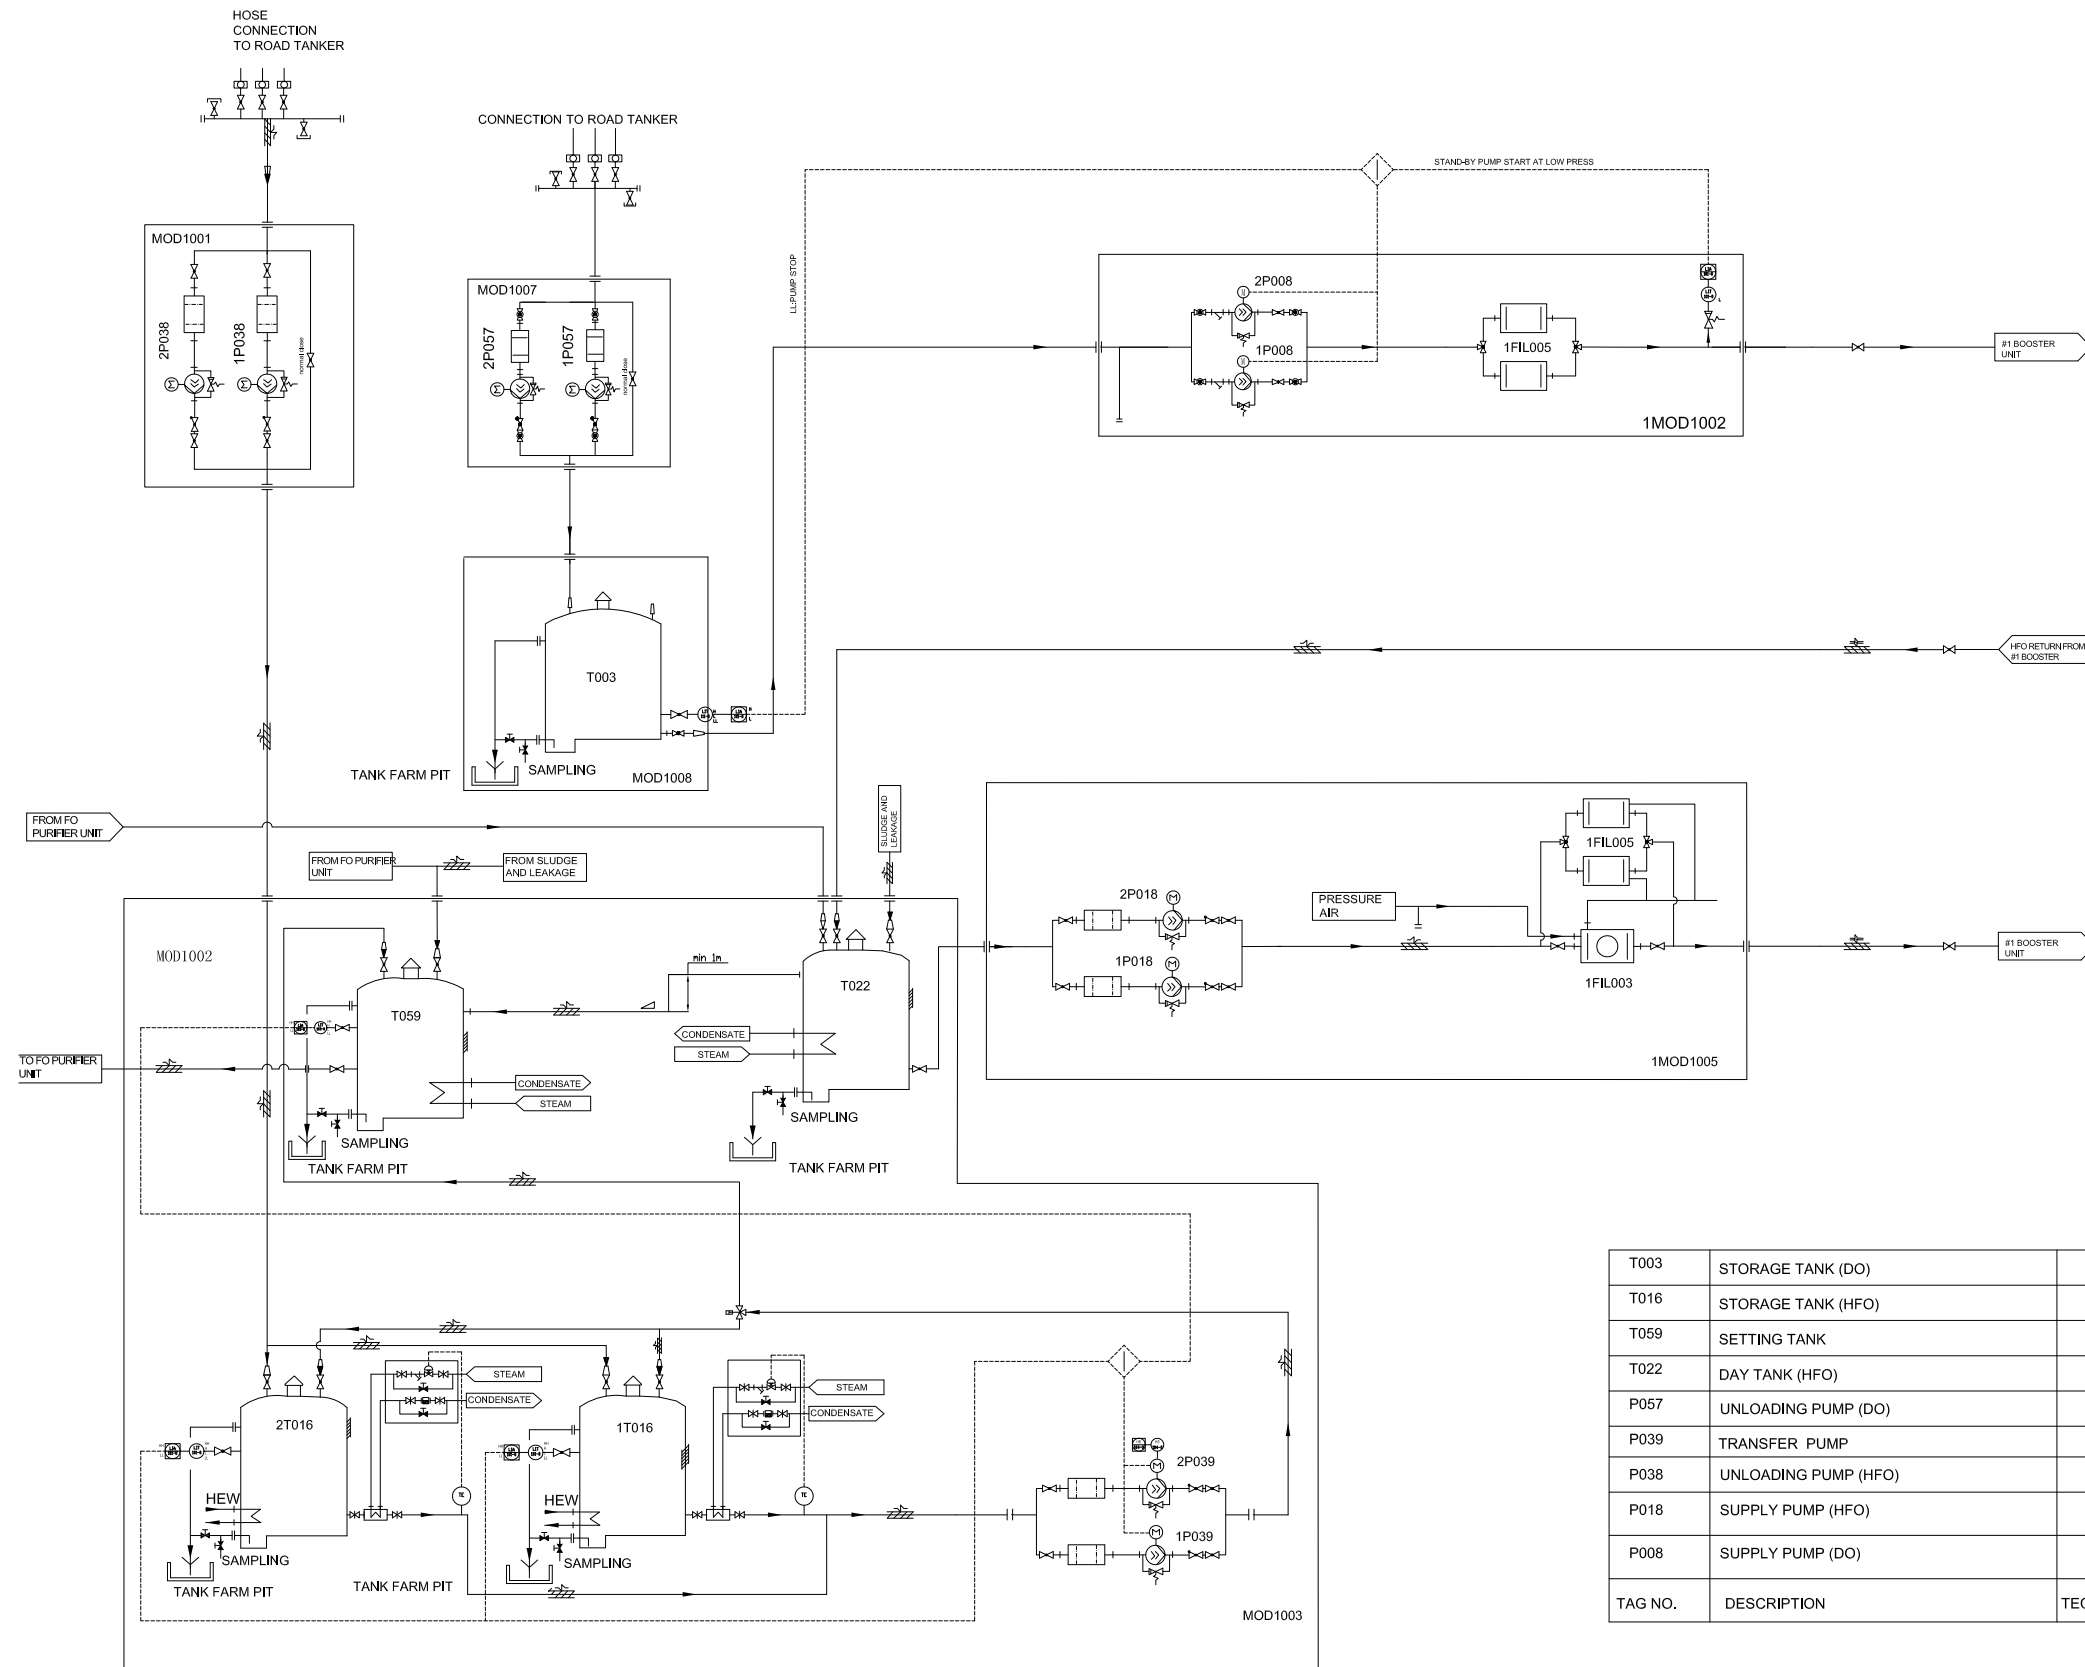 HOSE
CONNECTION
TO ROAD TANKER
CONNECTION TO ROAD TANKER
STAND-BY PUMP START AT LOW PRESS
MOD1001
2P038
1P038
normal close
MOD1007
2P057
1P057
normal close
LL:PUMP STOP
2P008
1P008
1FIL005
1MOD1002
#1 BOOSTER
UNIT
T003
SAMPLING
MOD1008
TANK FARM PIT
HFO RETURN FROM
#1 BOOSTER
FROM FO
PURIFIER UNIT
FROM FO PURIFIER
UNIT
FROM SLUDGE
AND LEAKAGE
SLUDGE AND
LEAKAGE
MOD1002
T059
min 1m
T022
CONDENSATE
STEAM
TO FO PURIFIER
UNIT
CONDENSATE
STEAM
SAMPLING
TANK FARM PIT
SAMPLING
TANK FARM PIT
2P018
1P018
PRESSURE
AIR
1FIL005
1FIL003
1MOD1005
#1 BOOSTER
UNIT
2T016
HEW
SAMPLING
TANK FARM PIT
STEAM
CONDENSATE
TE
TANK FARM PIT
1T016
HEW
SAMPLING
STEAM
CONDENSATE
TE
M
2P039
M
1P039
MOD1003
T003 STORAGE TANK (DO)
T016 STORAGE TANK (HFO)
T059 SETTING TANK
T022 DAY TANK (HFO)
P057 UNLOADING PUMP (DO)
P039 TRANSFER PUMP
P038 UNLOADING PUMP (HFO)
P018 SUPPLY PUMP (HFO)
P008 SUPPLY PUMP (DO)
TAG NO. DESCRIPTION